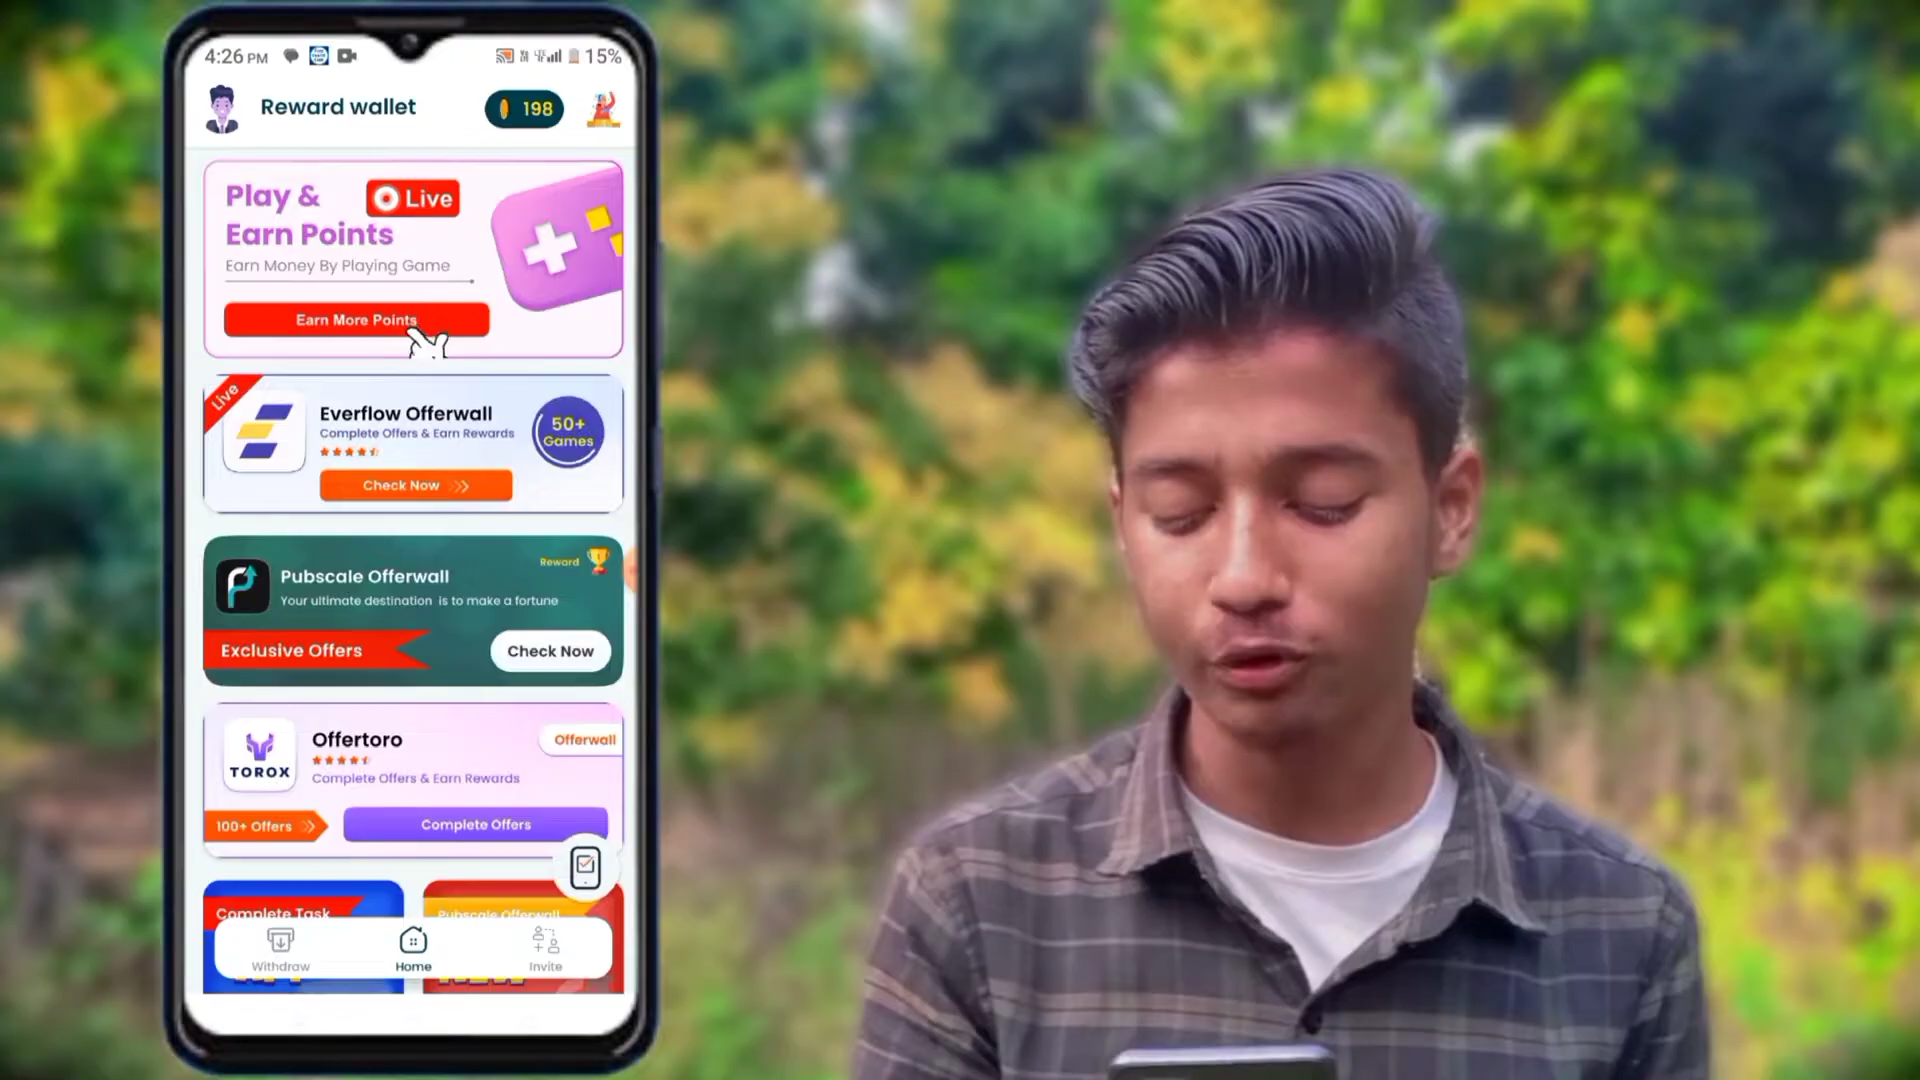 4:26 PM
15%
Reward wallet
198
Play &
Live
Earn Points
Earn Money By Playing Game
Earn More Points
Live
Everflow Offerwall
Complete Offers & Earn Rewards
50+
Games
Check Now
Reward
Pubscale Offerwall
Your ultimate destination is to make a fortune
Exclusive Offers
Check Now
Offertoro
Offerwall
TOROX
Complete Offers & Earn Rewards
100+ Offers
Complete Offers
Complete Task
Pubscale Offerwall
Withdraw
Home
Invite